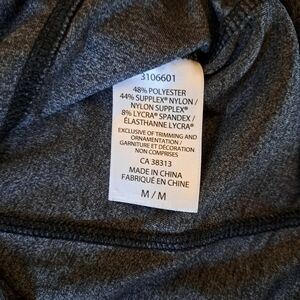 3106601
48% POLYESTER
44% SUPPLEX® NYLON /
NYLON SUPPLEX®
8% LYCRA® SPANDEX /
ÉLASTHANNE LYCRA®
EXCLUSIVE OF TRIMMING AND
ORNAMENTATION /
GARNITURE ET DÉCORATION
NON COMPRISES
CA 38313
MADE IN CHINA
FABRIQUÉ EN CHINE
M / M